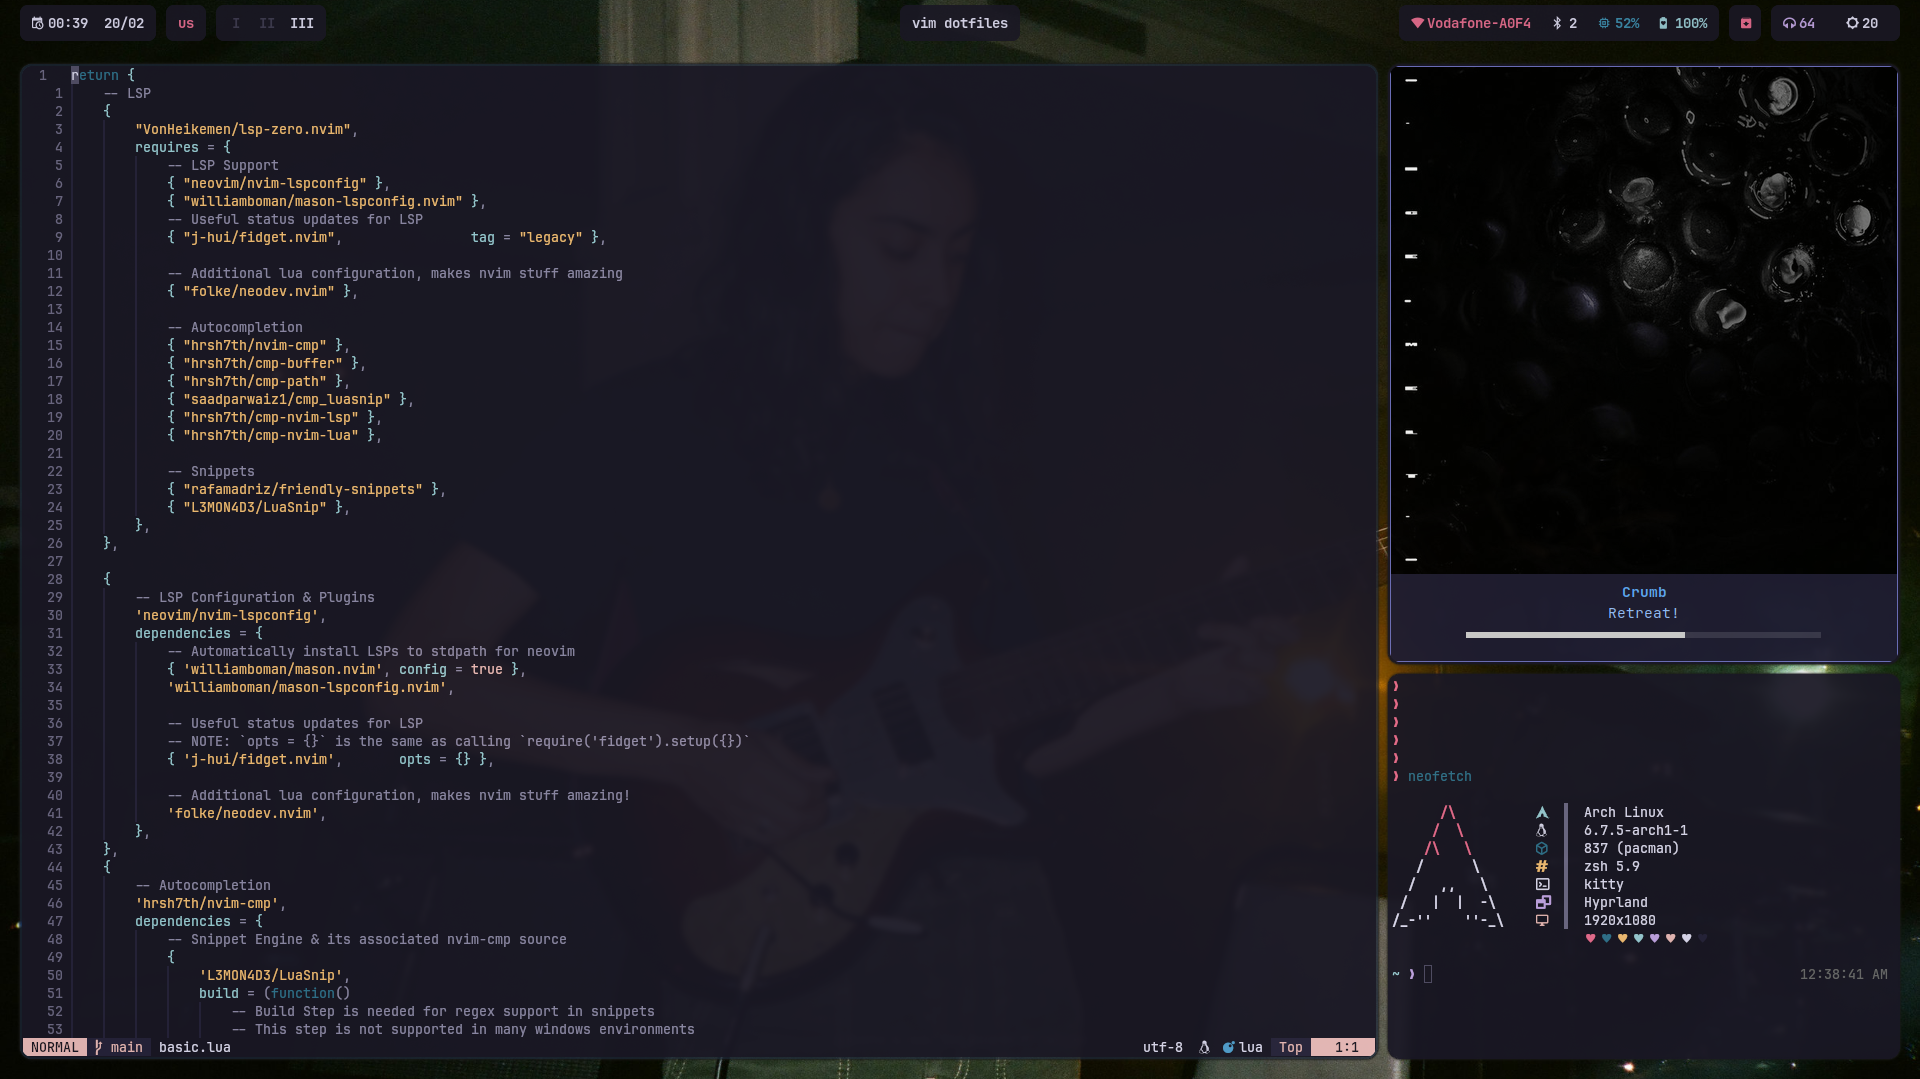 00:39 20/02 us I II III vim dotfiles Vodafone-A0F4 2 52% 100% 64 20
1 return {
1 -- LSP
2 {
3 "VonHeikemen/lsp-zero.nvim",
4 requires = {
5 -- LSP Support
6 { "neovim/nvim-lspconfig" },
7 { "williamboman/mason-lspconfig.nvim" },
8 -- Useful status updates for LSP
9 { "j-hui/fidget.nvim", tag = "legacy" },
10
11 -- Additional lua configuration, makes nvim stuff amazing
12 { "folke/neodev.nvim" },
13
14 -- Autocompletion
15 { "hrsh7th/nvim-cmp" },
16 { "hrsh7th/cmp-buffer" },
17 { "hrsh7th/cmp-path" },
18 { "saadparwaiz1/cmp_luasnip" },
19 { "hrsh7th/cmp-nvim-lsp" },
20 { "hrsh7th/cmp-nvim-lua" },
21
22 -- Snippets
23 { "rafamadriz/friendly-snippets" },
24 { "L3MON4D3/LuaSnip" },
25 },
26 },
27
28 {
29 -- LSP Configuration & Plugins
30 'neovim/nvim-lspconfig',
31 dependencies = {
32 -- Automatically install LSPs to stdpath for neovim
33 { 'williamboman/mason.nvim', config = true },
34 'williamboman/mason-lspconfig.nvim',
35
36 -- Useful status updates for LSP
37 -- NOTE: `opts = {}` is the same as calling `require('fidget').setup({})`
38 { 'j-hui/fidget.nvim', opts = {} },
39
40 -- Additional lua configuration, makes nvim stuff amazing!
41 'folke/neodev.nvim',
42 },
43 },
44 {
45 -- Autocompletion
46 'hrsh7th/nvim-cmp',
47 dependencies = {
48 -- Snippet Engine & its associated nvim-cmp source
49 {
50 'L3MON4D3/LuaSnip',
51 build = (function()
52 -- Build Step is needed for regex support in snippets
53 -- This step is not supported in many windows environments
NORMAL main basic.lua utf-8 lua Top 1:1
Crumb
Retreat!
❱
❱
❱
❱
❱
❱ neofetch
Arch Linux
6.7.5-arch1-1
837 (pacman)
zsh 5.9
kitty
Hyprland
1920x1080
~ ❱ 12:38:41 AM